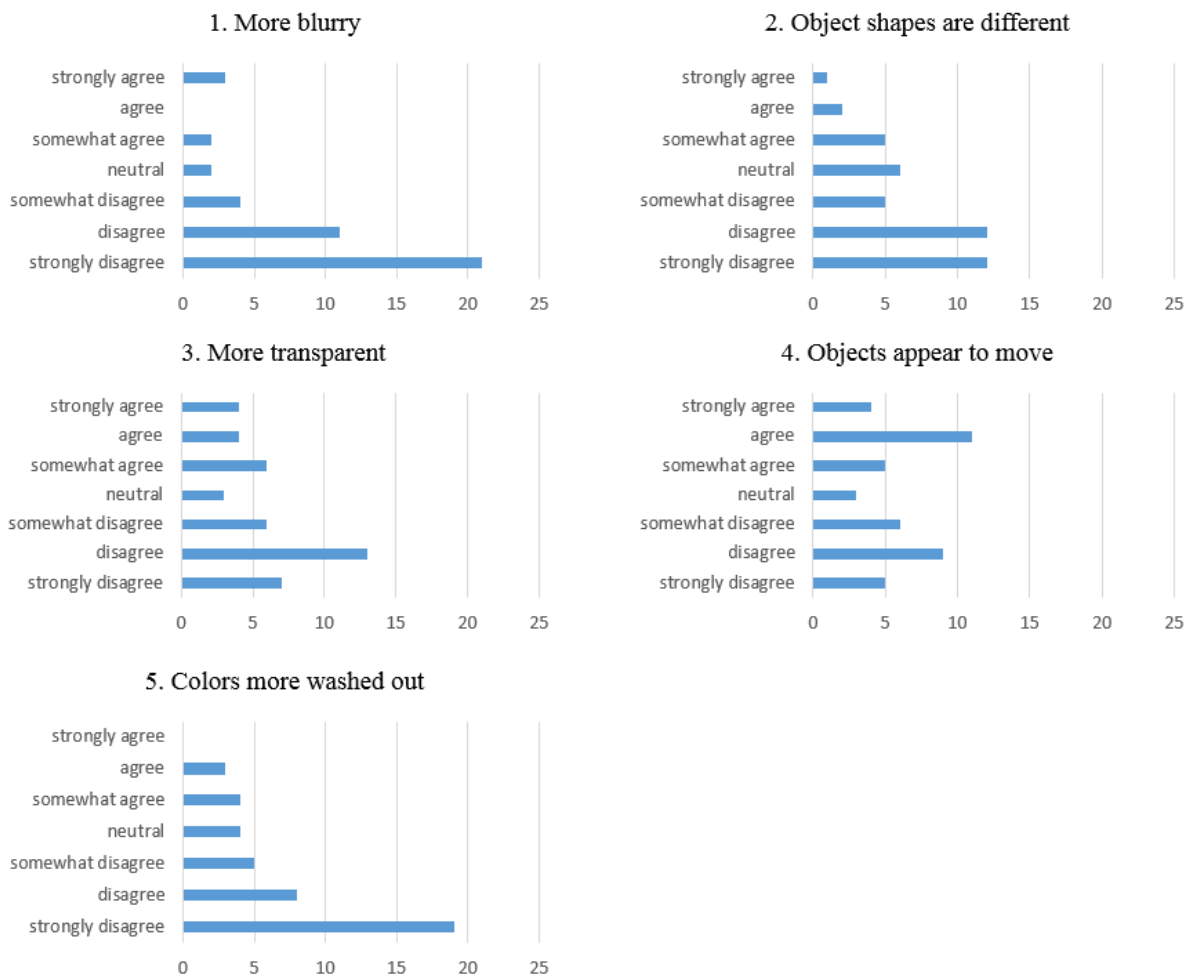 1. More blurry
strongly agree
agree
somewhat agree
neutral
somewhat disagree
disagree
strongly disagree
0 5 10 15 20 25
2. Object shapes are different
strongly agree
agree
somewhat agree
neutral
somewhat disagree
disagree
strongly disagree
0 5 10 15 20 25
3. More transparent
strongly agree
agree
somewhat agree
neutral
somewhat disagree
disagree
strongly disagree
0 5 10 15 20 25
4. Objects appear to move
strongly agree
agree
somewhat agree
neutral
somewhat disagree
disagree
strongly disagree
0 5 10 15 20 25
5. Colors more washed out
strongly agree
agree
somewhat agree
neutral
somewhat disagree
disagree
strongly disagree
0 5 10 15 20 25